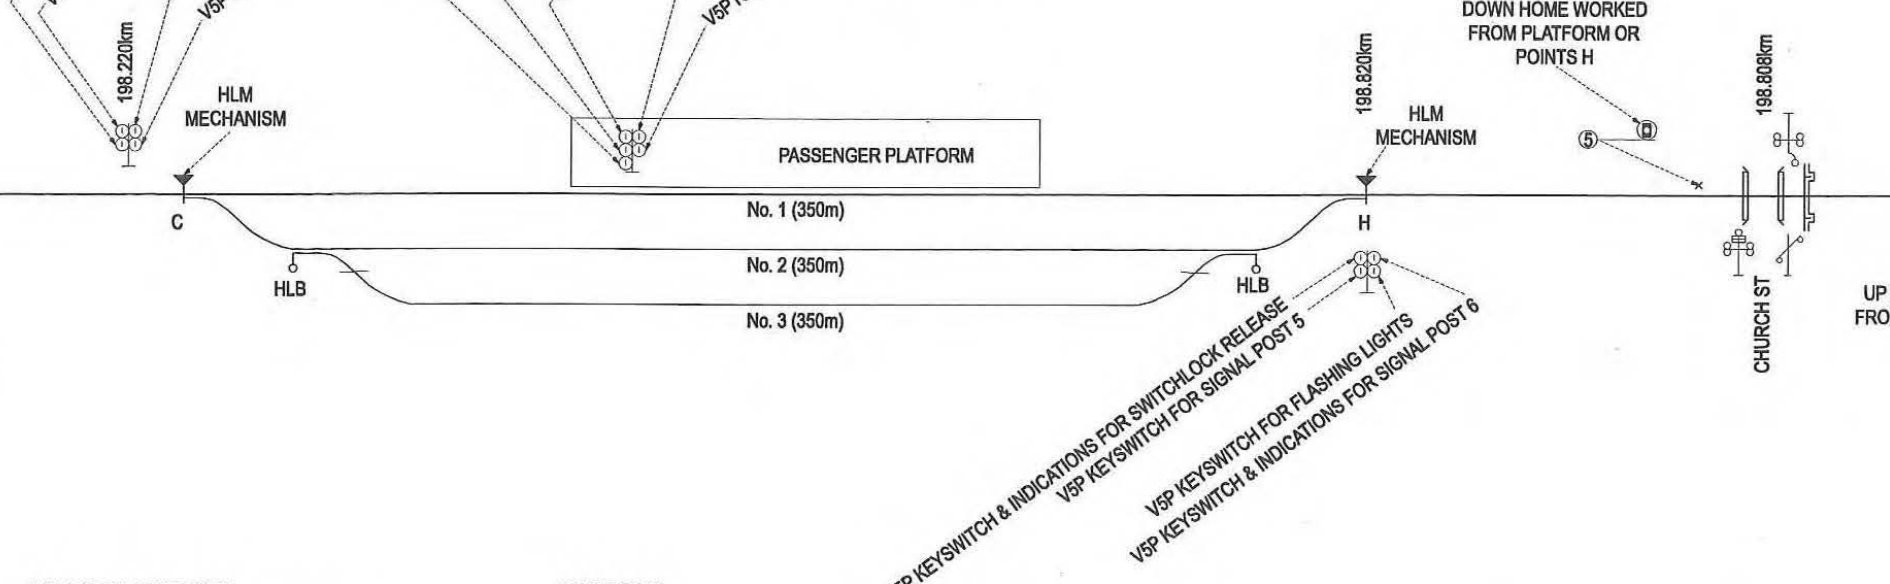 V5P
V5P
DOWN HOME WORKED
FROM PLATFORM OR
POINTS H
198.220km
198.820km
198.808km
HLM
MECHANISM
HLM
MECHANISM
5
PASSENGER PLATFORM
No. 1 (350m)
C
H
No. 2 (350m)
HLB
HLB
No. 3 (350m)
CHURCH ST
UP
FRO
KEYSWITCH & INDICATIONS FOR SWITCHLOCK RELEASE
V5P KEYSWITCH FOR SIGNAL POST 5
V5P KEYSWITCH FOR FLASHING LIGHTS
V5P KEYSWITCH & INDICATIONS FOR SIGNAL POST 6